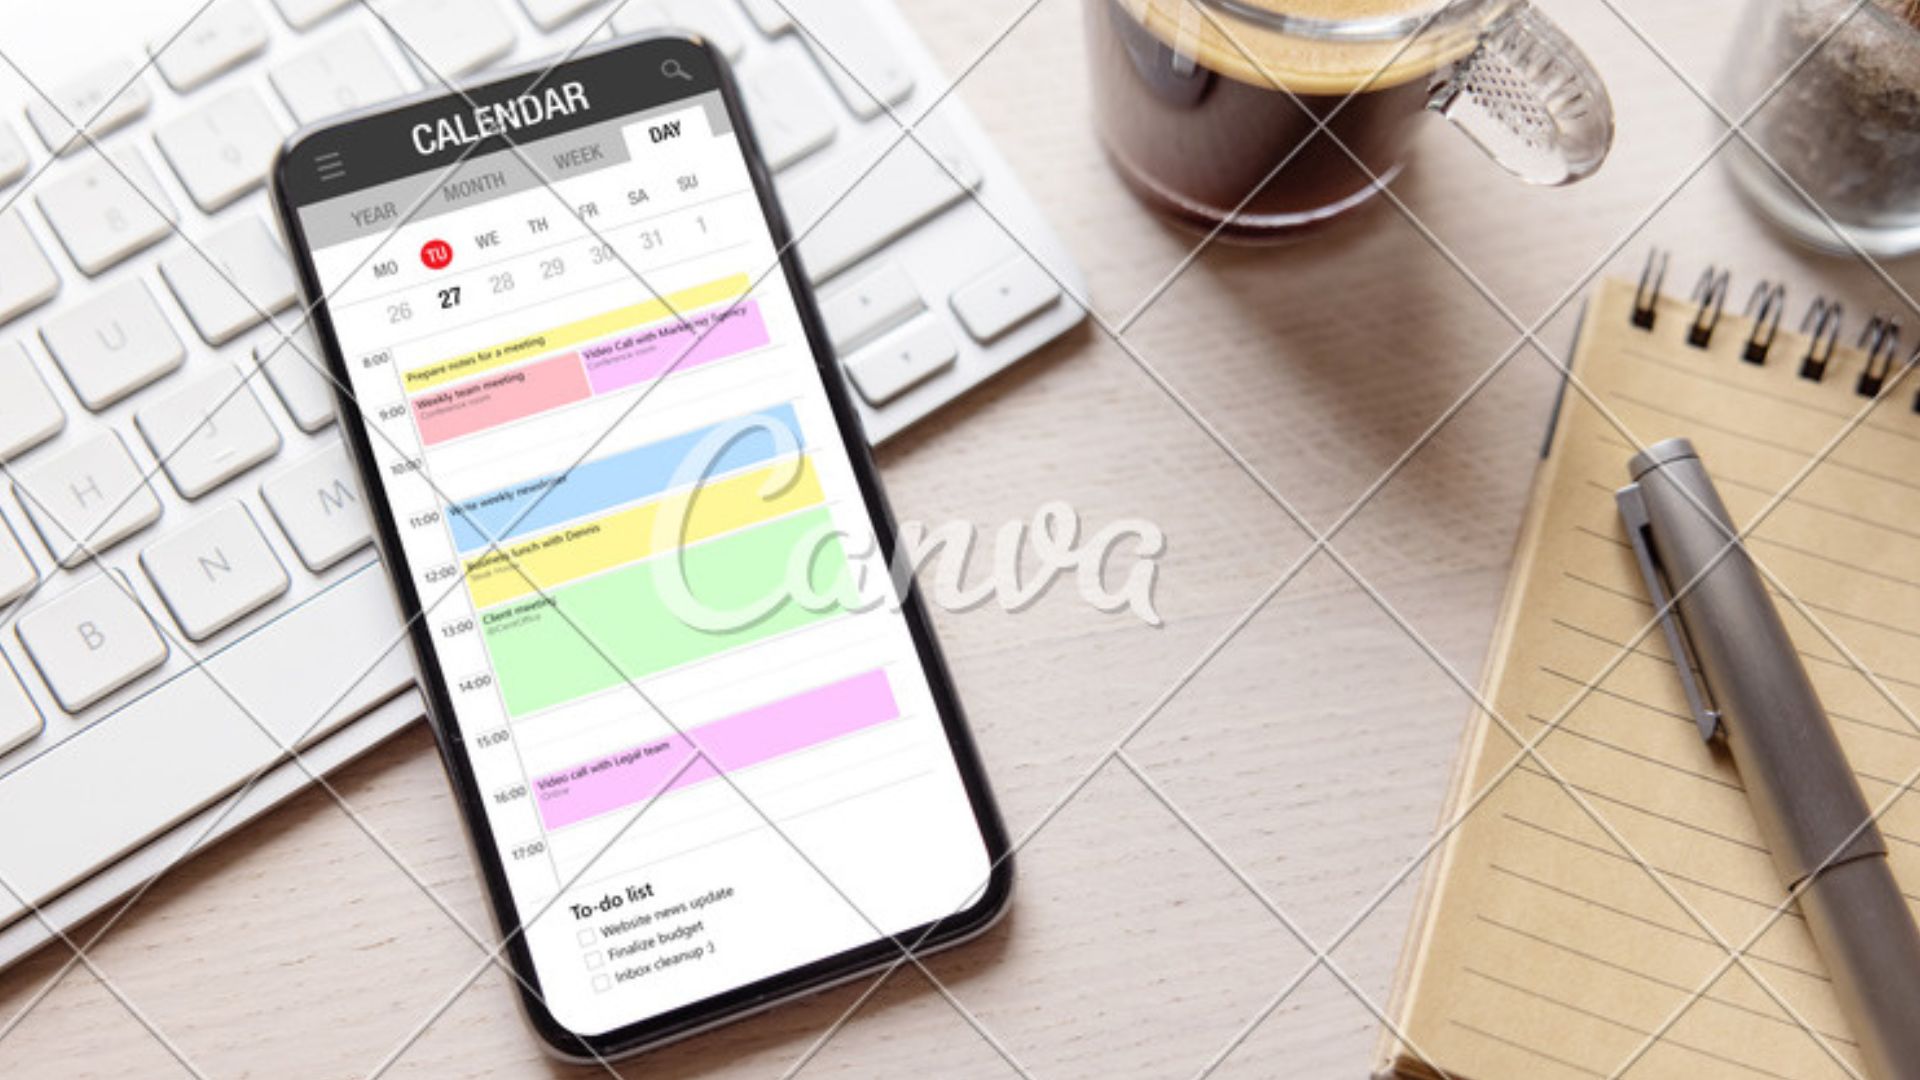 CALENDAR
YEAR MONTH WEEK DAY
MO TU WE TH FR SA SU
26 27 28 29 30 31 1
8:00
Prepare notes for a meeting
Weekly team meeting
Conference room
Video Call with Marketing Agency
Conference room
9:00
10:00
11:00
Write weekly newsletter
12:00
Business lunch with Dennis
Steak House
13:00
Client meeting
@ClientOffice
14:00
15:00
16:00
Video call with Legal team
Online
17:00
To-do list
Website news update
Finalize budget
Inbox cleanup :)
Canva
U
8
9
H
J
B
N
M